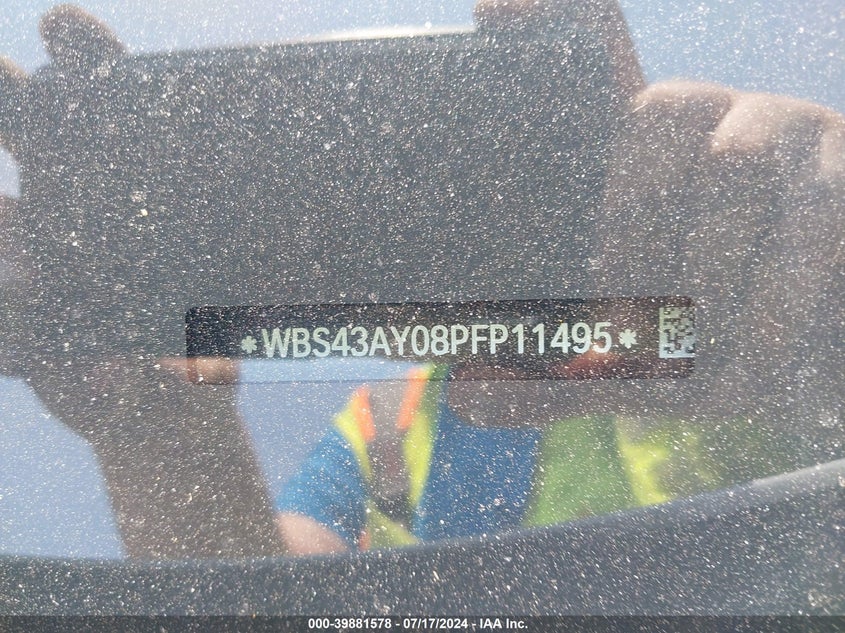 *WBS43AY08PFP11495*
000-39881578 - 07/17/2024 - IAA Inc.